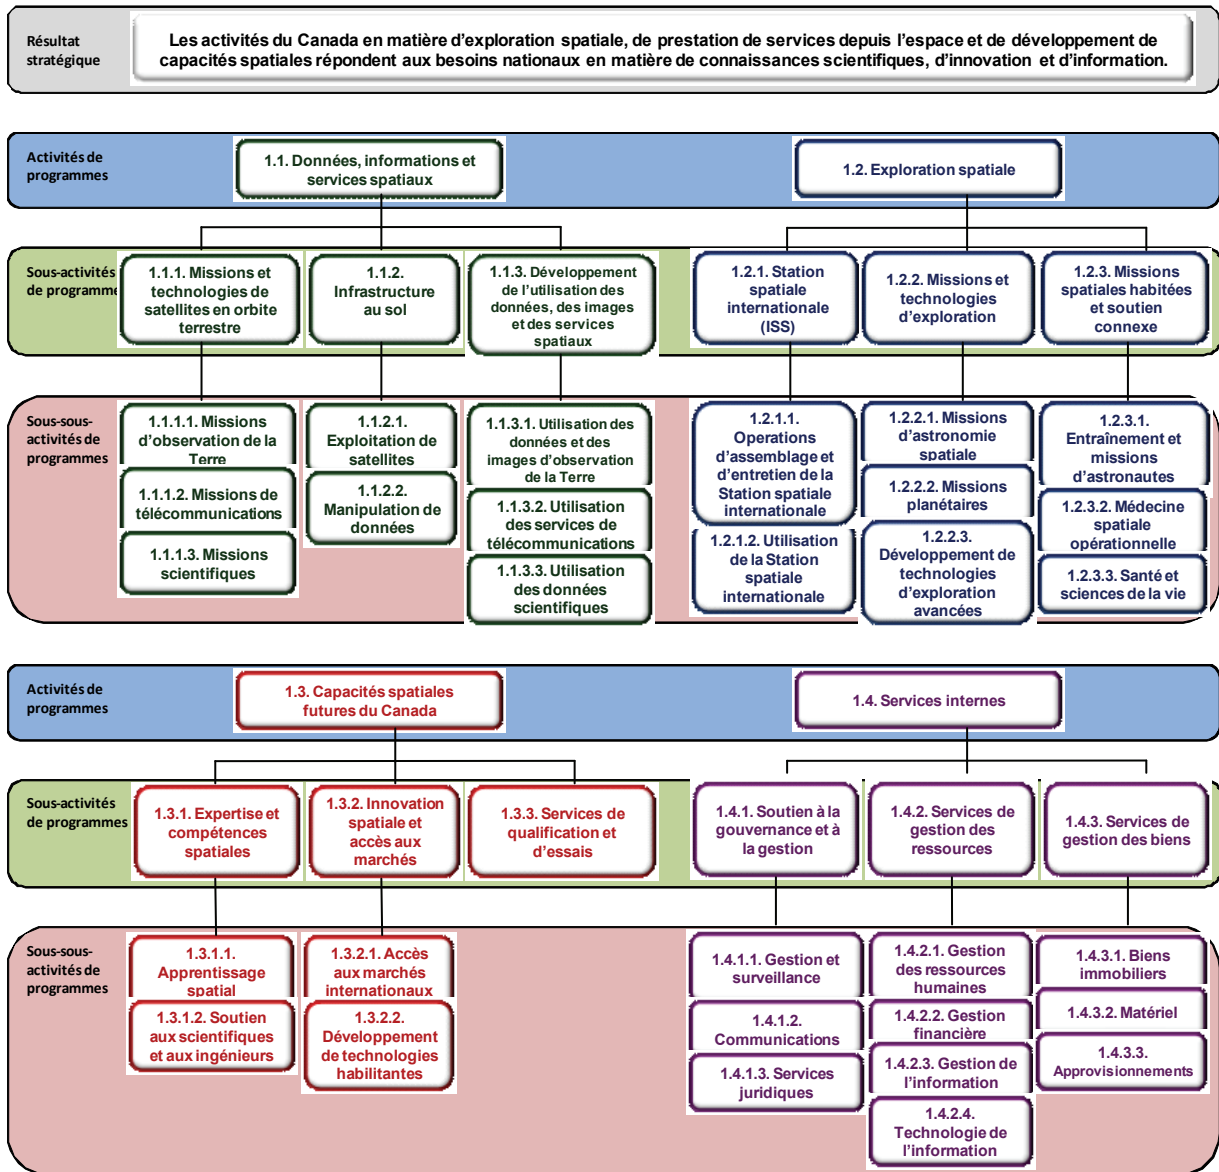 Résultat
stratégique
Les activités du Canada en matière d'exploration spatiale, de prestation de services depuis l'espace et de développement de
capacités spatiales répondent aux besoins nationaux en matière de connaissances scientifiques, d'innovation et d'information.
Activités de
programmes
1.1. Données, informations et
services spatiaux
1.2. Exploration spatiale
Sous-activités
de programme
1.1.1. Missions et
technologies de
satellites en orbite
terrestre
1.1.2.
Infrastructure
au sol
1.1.3. Développement
de l'utilisation des
données, des images
et des services
spatiaux
1.2.1. Station
spatiale
internationale
(ISS)
1.2.2. Missions et
technologies
d'exploration
1.2.3. Missions
spatiales habitées
et soutien
connexe
Sous-sous-
activités de
programmes
1.1.1.1. Missions
d'observation de la
Terre
1.1.1.2. Missions de
télécommunications
1.1.1.3. Missions
scientifiques
1.1.2.1.
Exploitation de
satellites
1.1.2.2.
Manipulation de
données
1.1.3.1. Utilisation des
données et des
images d'observation
de la Terre
1.1.3.2. Utilisation
des services de
télécommunications
1.1.3.3. Utilisation
des données
scientifiques
1.2.1.1.
Operations
d'assemblage et
d'entretien de la
Station spatiale
internationale
1.2.1.2. Utilisation
de la Station
spatiale
internationale
1.2.2.1. Missions
d'astronomie
spatiale
1.2.2.2. Missions
planétaires
1.2.2.3.
Développement de
technologies
d'exploration
avancées
1.2.3.1.
Entraînement et
missions
d'astronautes
1.2.3.2. Médecine
spatiale
opérationnelle
1.2.3.3. Santé et
sciences de la vie
Activités de
programmes
1.3. Capacités spatiales
futures du Canada
1.4. Services internes
Sous-activités
de programmes
1.3.1. Expertise et
compétences
spatiales
1.3.2. Innovation
spatiale et
accès aux
marchés
1.3.3. Services de
qualification et
d'essais
1.4.1. Soutien à la
gouvernance et à
la gestion
1.4.2. Services de
gestion des
ressources
1.4.3. Services de
gestion des biens
Sous-sous-
activités de
programmes
1.3.1.1.
Apprentissage
spatial
1.3.1.2. Soutien
aux scientifiques
et aux ingénieurs
1.3.2.1. Accès
aux marchés
internationaux
1.3.2.2.
Développement
de technologies
habilitantes
1.4.1.1. Gestion et
surveillance
1.4.1.2.
Communications
1.4.1.3. Services
juridiques
1.4.2.1. Gestion
des ressources
humaines
1.4.2.2. Gestion
financière
1.4.2.3. Gestion de
l'information
1.4.2.4.
Technologie de
l'information
1.4.3.1. Biens
immobiliers
1.4.3.2. Matériel
1.4.3.3.
Approvisionnements